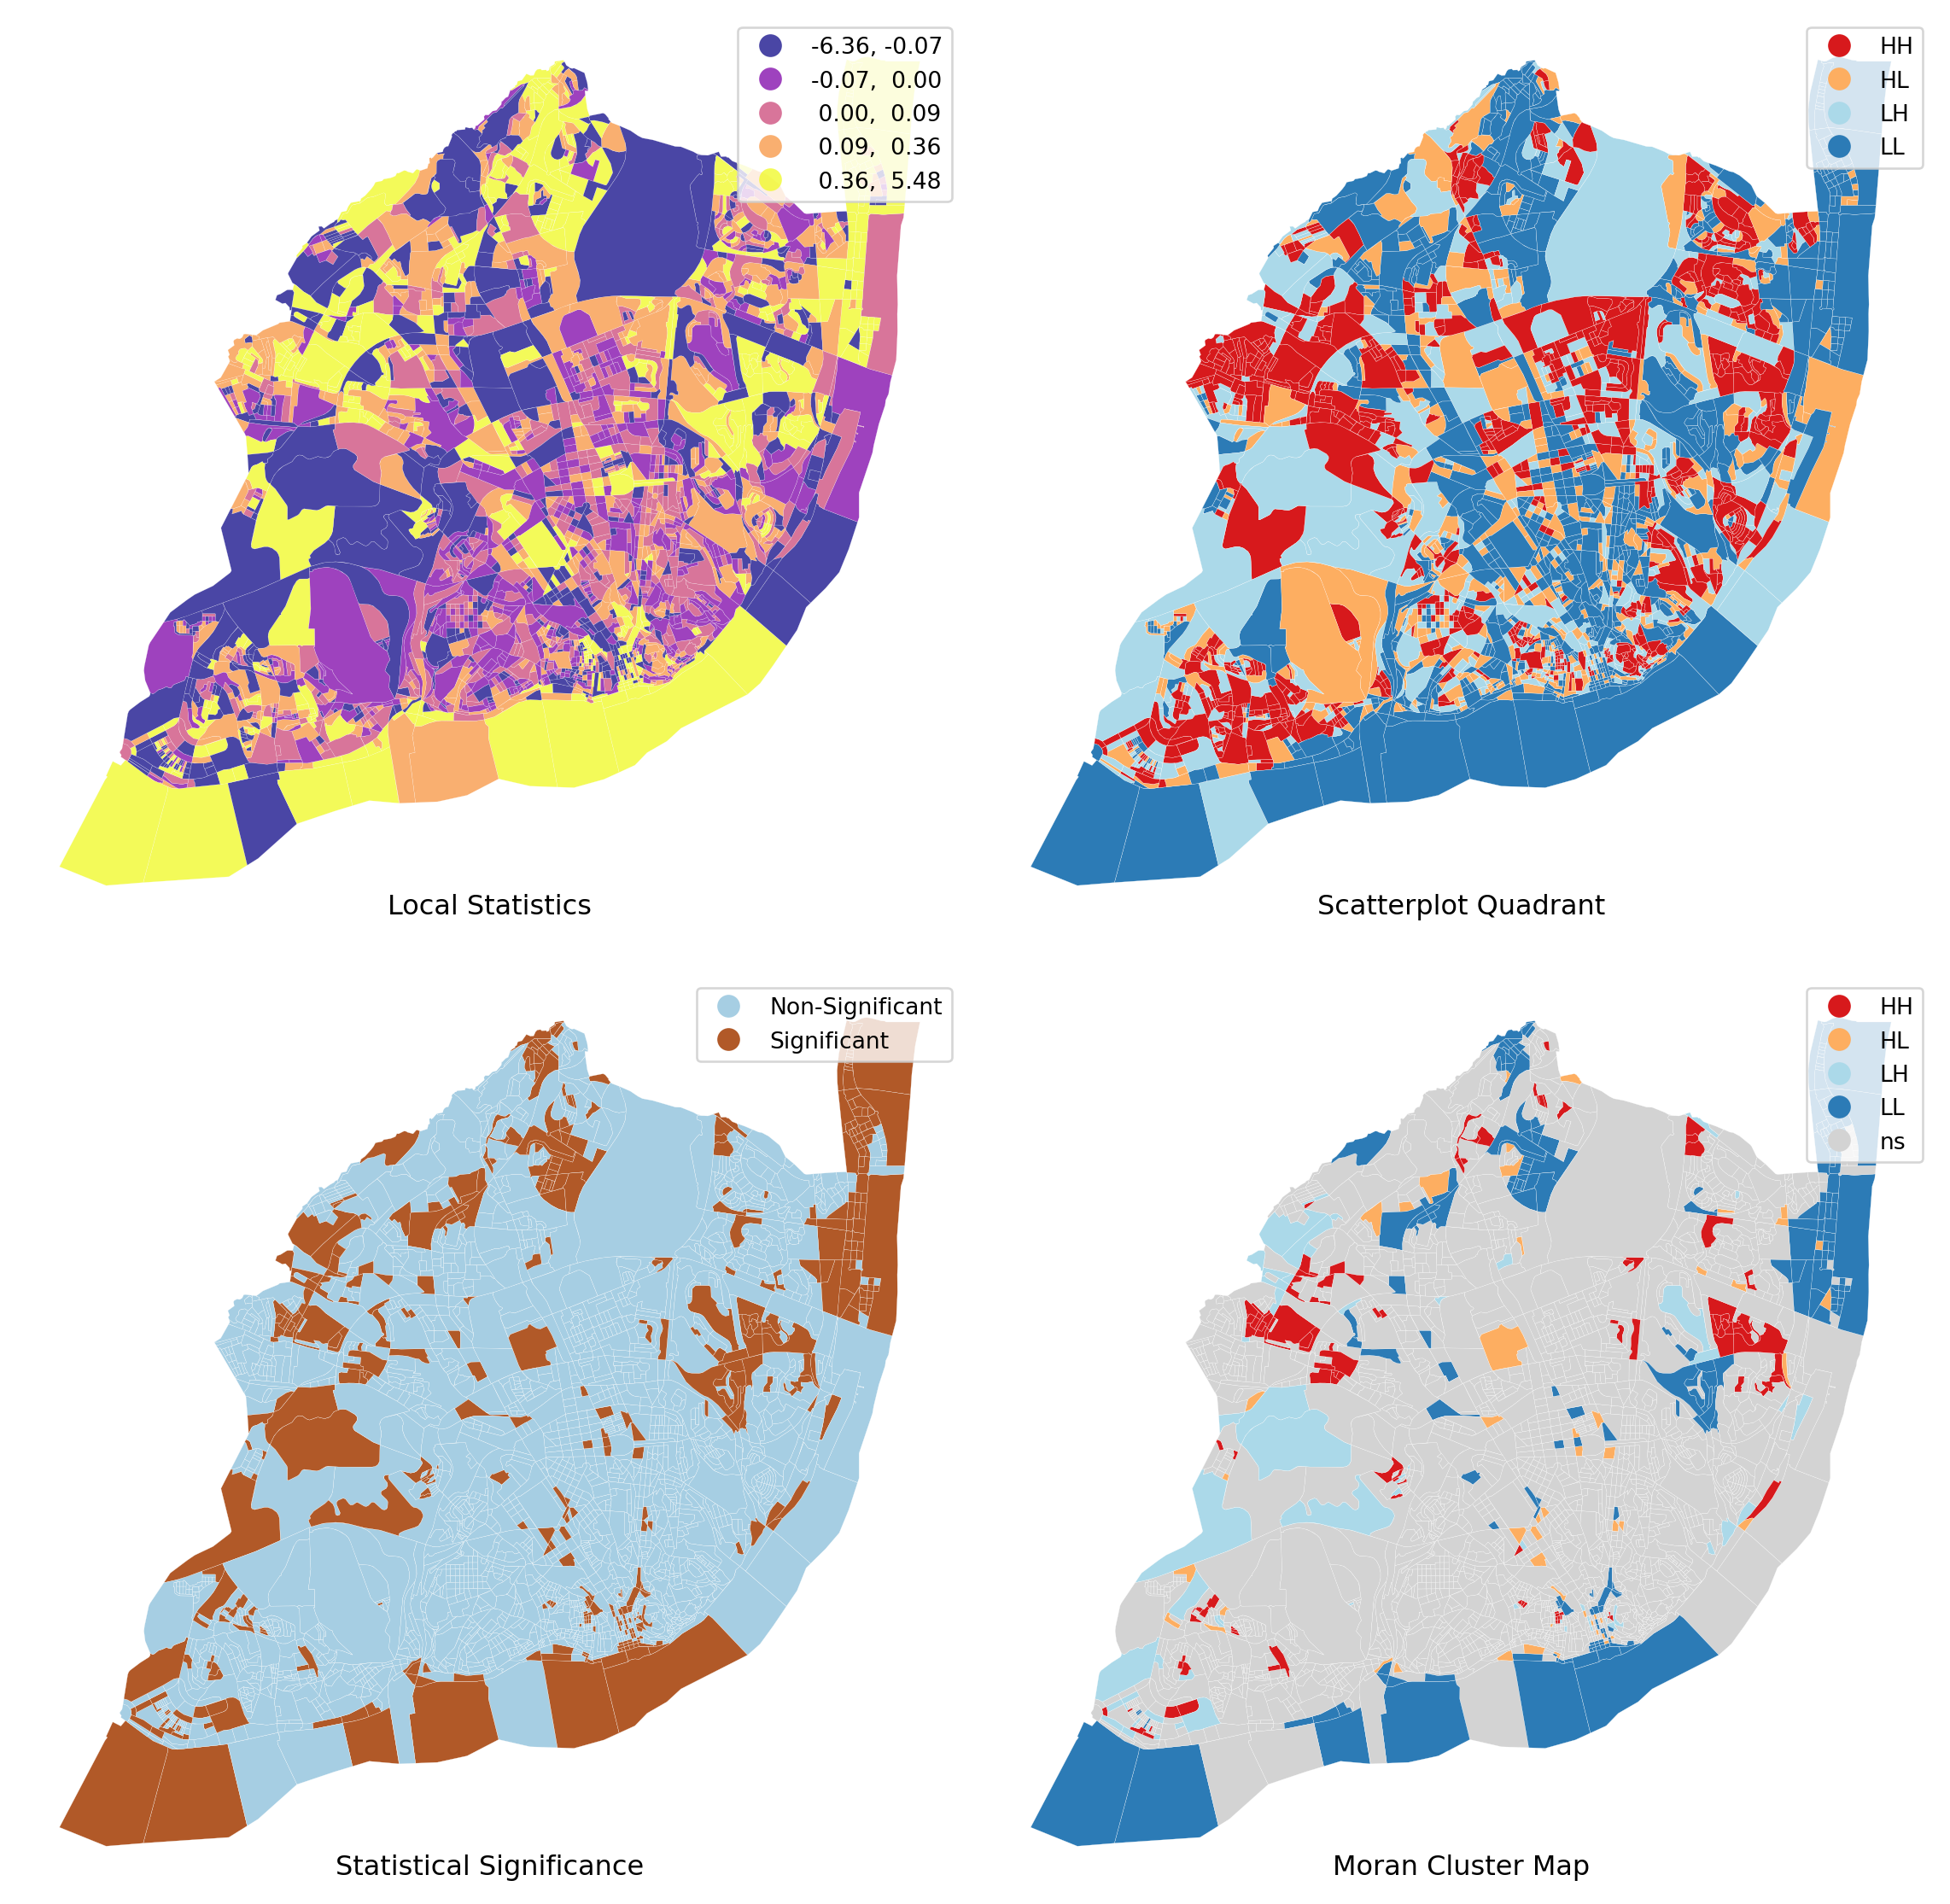 -6.36, -0.07
-0.07, 0.00
0.00, 0.09
0.09, 0.36
0.36, 5.48
Local Statistics
HH
HL
LH
LL
Scatterplot Quadrant
Non-Significant
Significant
Statistical Significance
HH
HL
LH
LL
ns
Moran Cluster Map